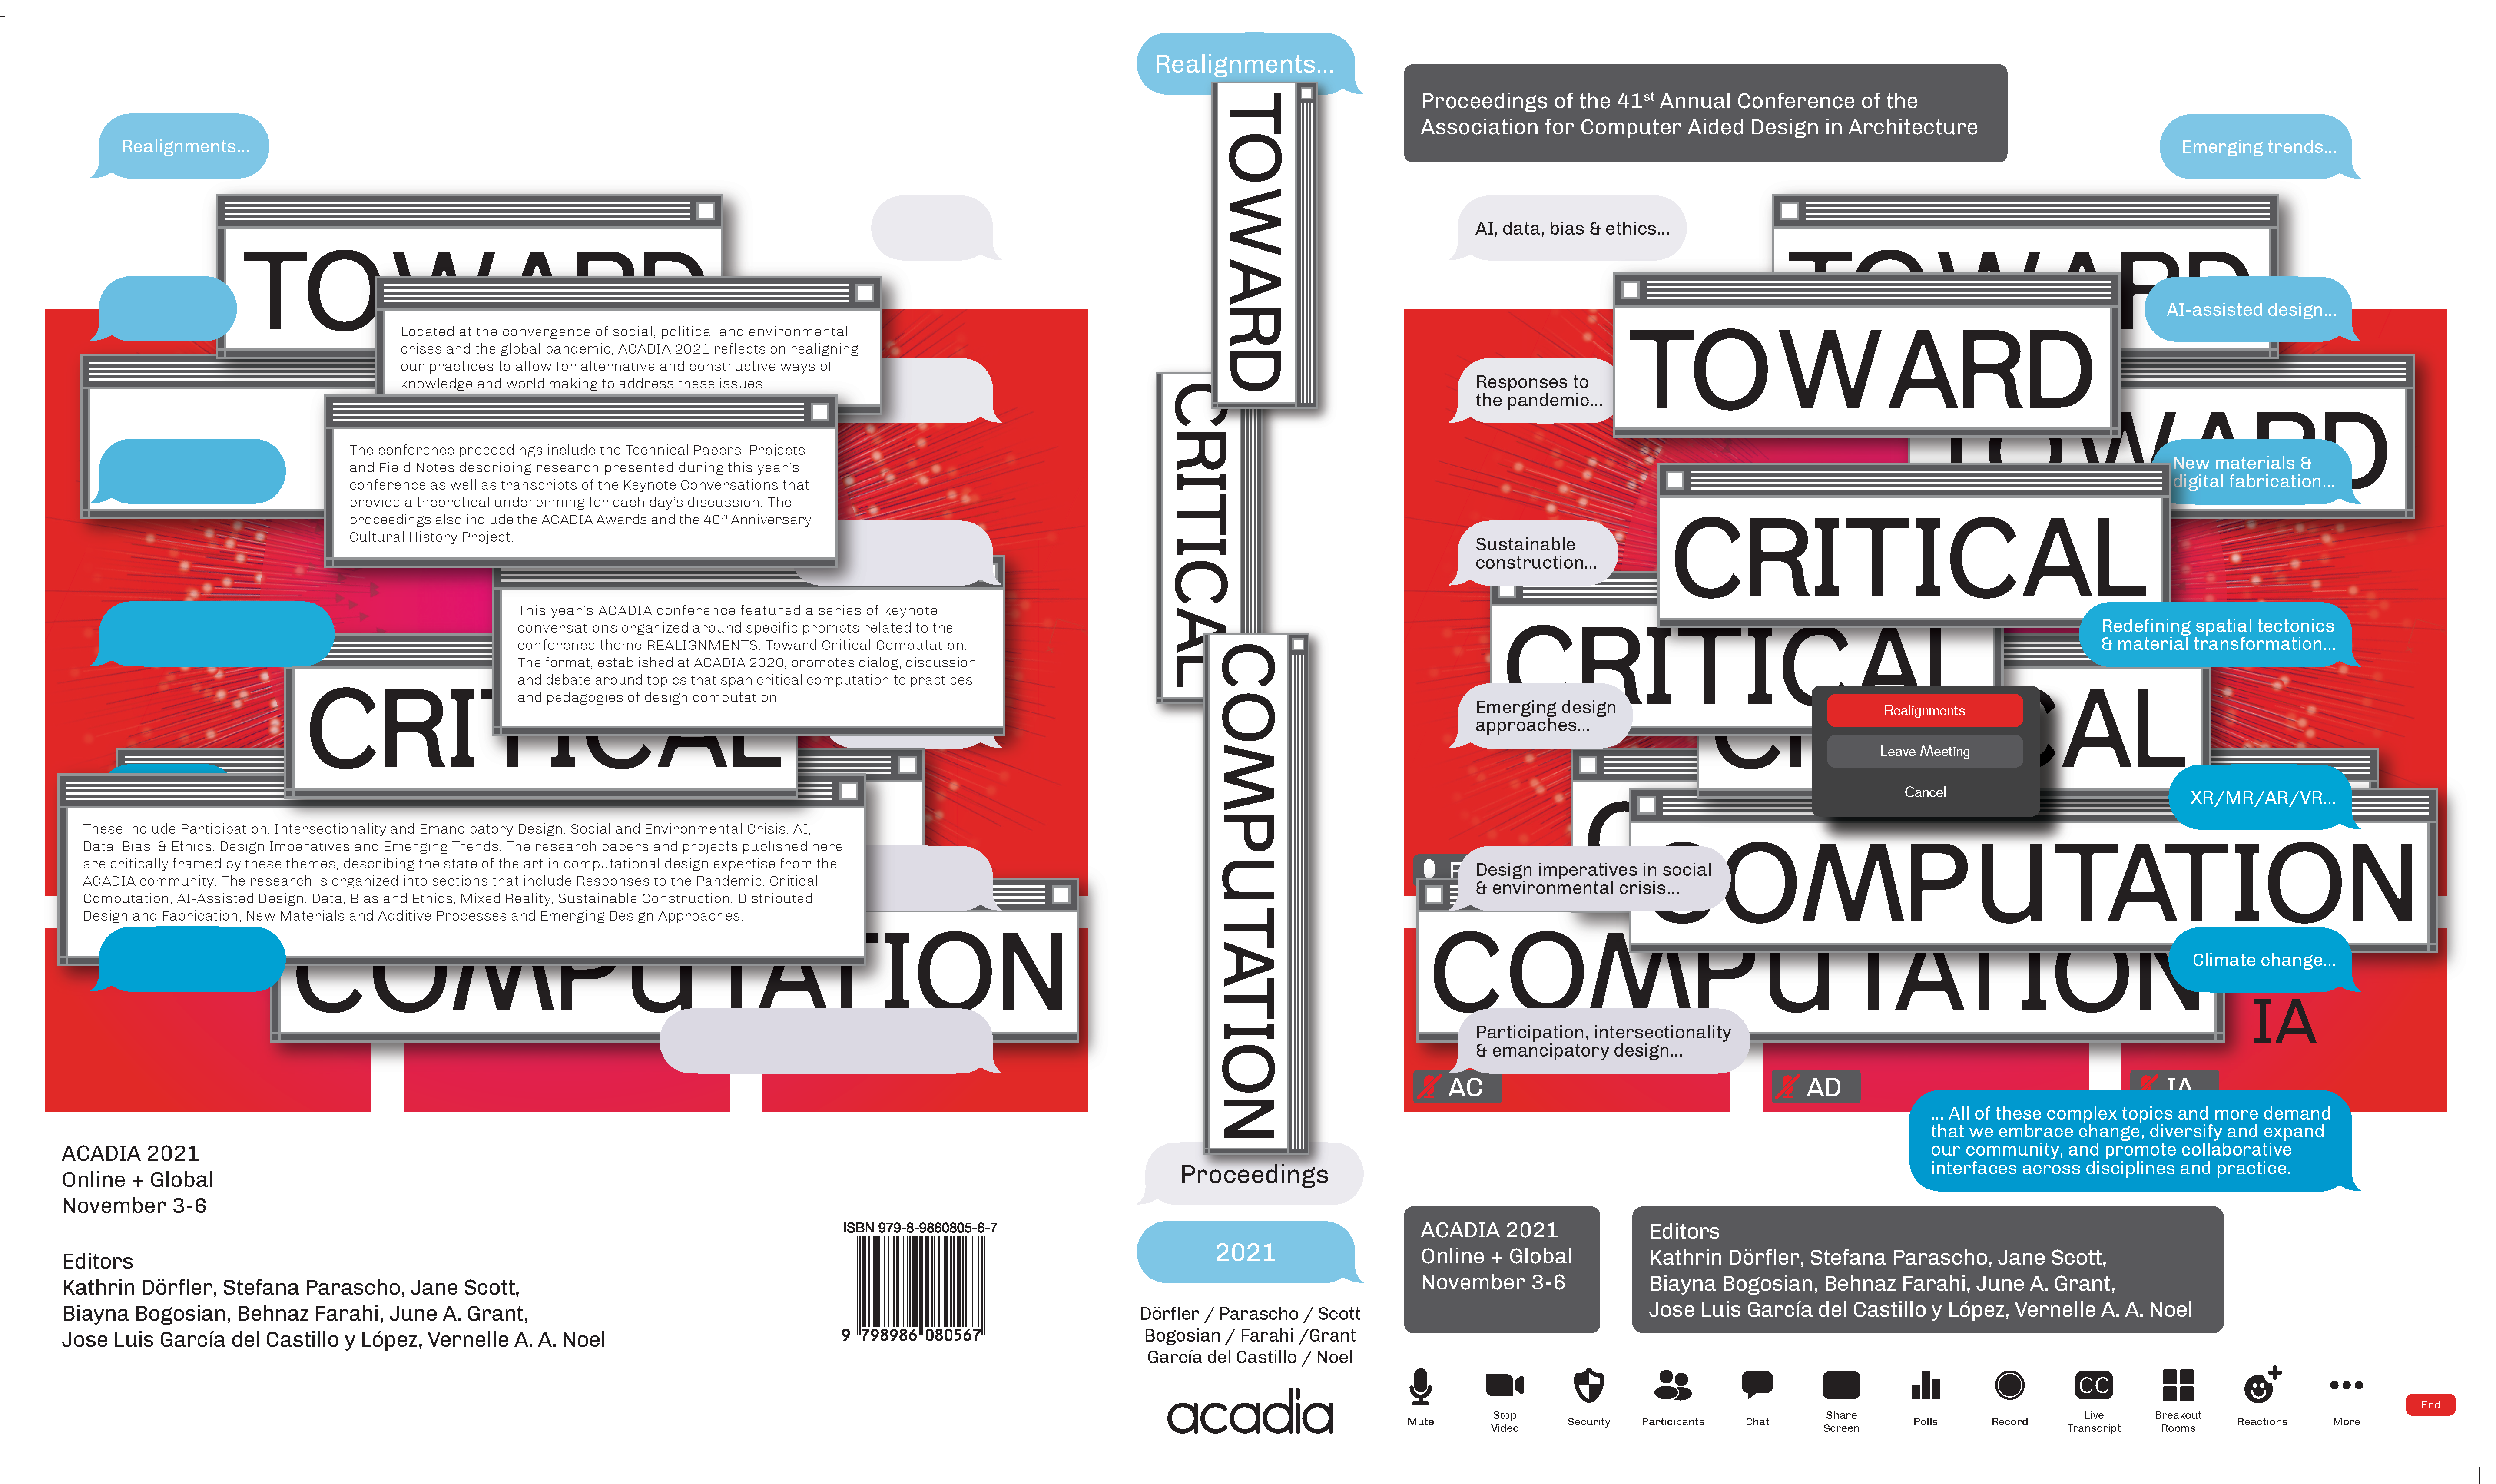 Realignments...
TOWARD
Located at the convergence of social, political and environmental
crises and the global pandemic, ACADIA 2021 reflects on realigning
our practices to allow for alternative and constructive ways of
knowledge and world making to address these issues.
The conference proceedings include the Technical Papers, Projects
and Field Notes describing research presented during this year's
conference as well as transcripts of the Keynote Conversations that
provide a theoretical underpinning for each day's discussion. The
proceedings also include the ACADIA Awards and the 40th Anniversary
Cultural History Project.
This year's ACADIA conference featured a series of keynote
conversations organized around specific prompts related to the
conference theme REALIGNMENTS: Toward Critical Computation.
The format, established at ACADIA 2020, promotes dialog, discussion,
and debate around topics that span critical computation to practices
and pedagogies of design computation.
CRITICAL
These include Participation, Intersectionality and Emancipatory Design, Social and Environmental Crisis, AI,
Data, Bias, & Ethics, Design Imperatives and Emerging Trends. The research papers and projects published here
are critically framed by these themes, describing the state of the art in computational design expertise from the
ACADIA community. The research is organized into sections that include Responses to the Pandemic, Critical
Computation, AI-Assisted Design, Data, Bias and Ethics, Mixed Reality, Sustainable Construction, Distributed
Design and Fabrication, New Materials and Additive Processes and Emerging Design Approaches.
COMPUTATION
ACADIA 2021
Online + Global
November 3-6
Editors
Kathrin Dörfler, Stefana Parascho, Jane Scott,
Biayna Bogosian, Behnaz Farahi, June A. Grant,
Jose Luis García del Castillo y López, Vernelle A. A. Noel
ISBN 979-8-9860805-6-7
9 798986 080567
Realignments...
TOWARD
CRITICAL
COMPUTATION
Proceedings
2021
Dörfler / Parascho / Scott
Bogosian / Farahi /Grant
García del Castillo / Noel
acadia
Proceedings of the 41st Annual Conference of the
Association for Computer Aided Design in Architecture
Emerging trends...
AI, data, bias & ethics...
TOWARD
AI-assisted design...
TOWARD
Responses to
the pandemic...
TOWARD
New materials &
digital fabrication...
CRITICAL
Sustainable
construction...
CRITICAL
Redefining spatial tectonics
& material transformation...
Emerging design
approaches...
CRITICAL
Realignments
Leave Meeting
Cancel
XR/MR/AR/VR...
COMPUTATION
Design imperatives in social
& environmental crisis...
COMPUTATION
Climate change...
IA
Participation, intersectionality
& emancipatory design...
AC
AD
IA
... All of these complex topics and more demand
that we embrace change, diversify and expand
our community, and promote collaborative
interfaces across disciplines and practice.
ACADIA 2021
Online + Global
November 3-6
Editors
Kathrin Dörfler, Stefana Parascho, Jane Scott,
Biayna Bogosian, Behnaz Farahi, June A. Grant,
Jose Luis García del Castillo y López, Vernelle A. A. Noel
Mute
Stop
Video
Security
Participants
Chat
Share
Screen
Polls
Record
CC
Live
Transcript
Breakout
Rooms
Reactions
More
End